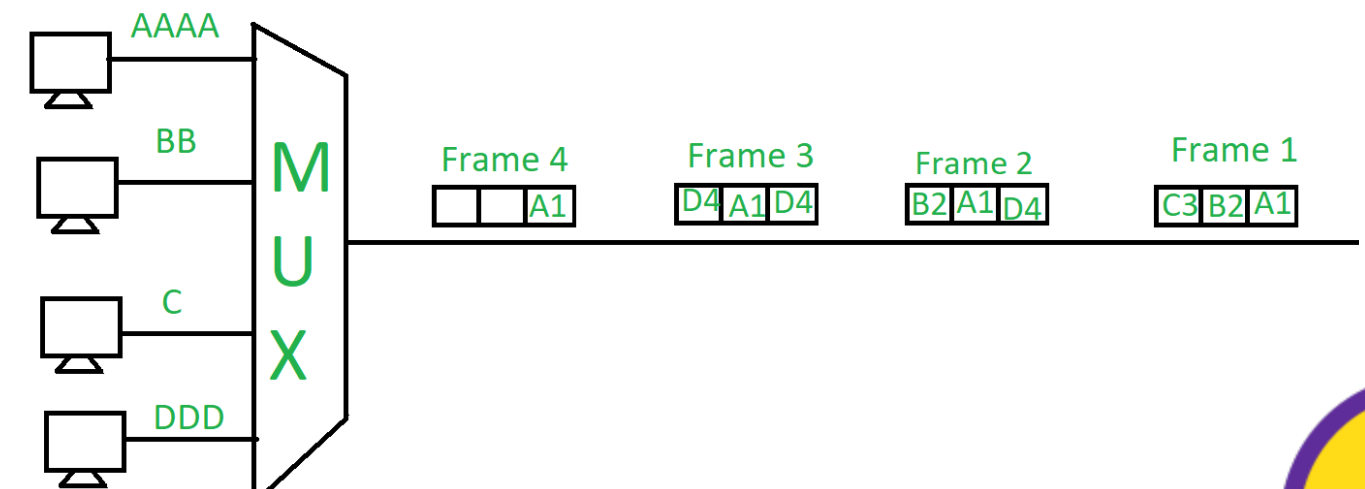 AAAA
BB
C
DDD
M
U
X
Frame 4
A1
Frame 3
D4 A1 D4
Frame 2
B2 A1 D4
Frame 1
C3 B2 A1